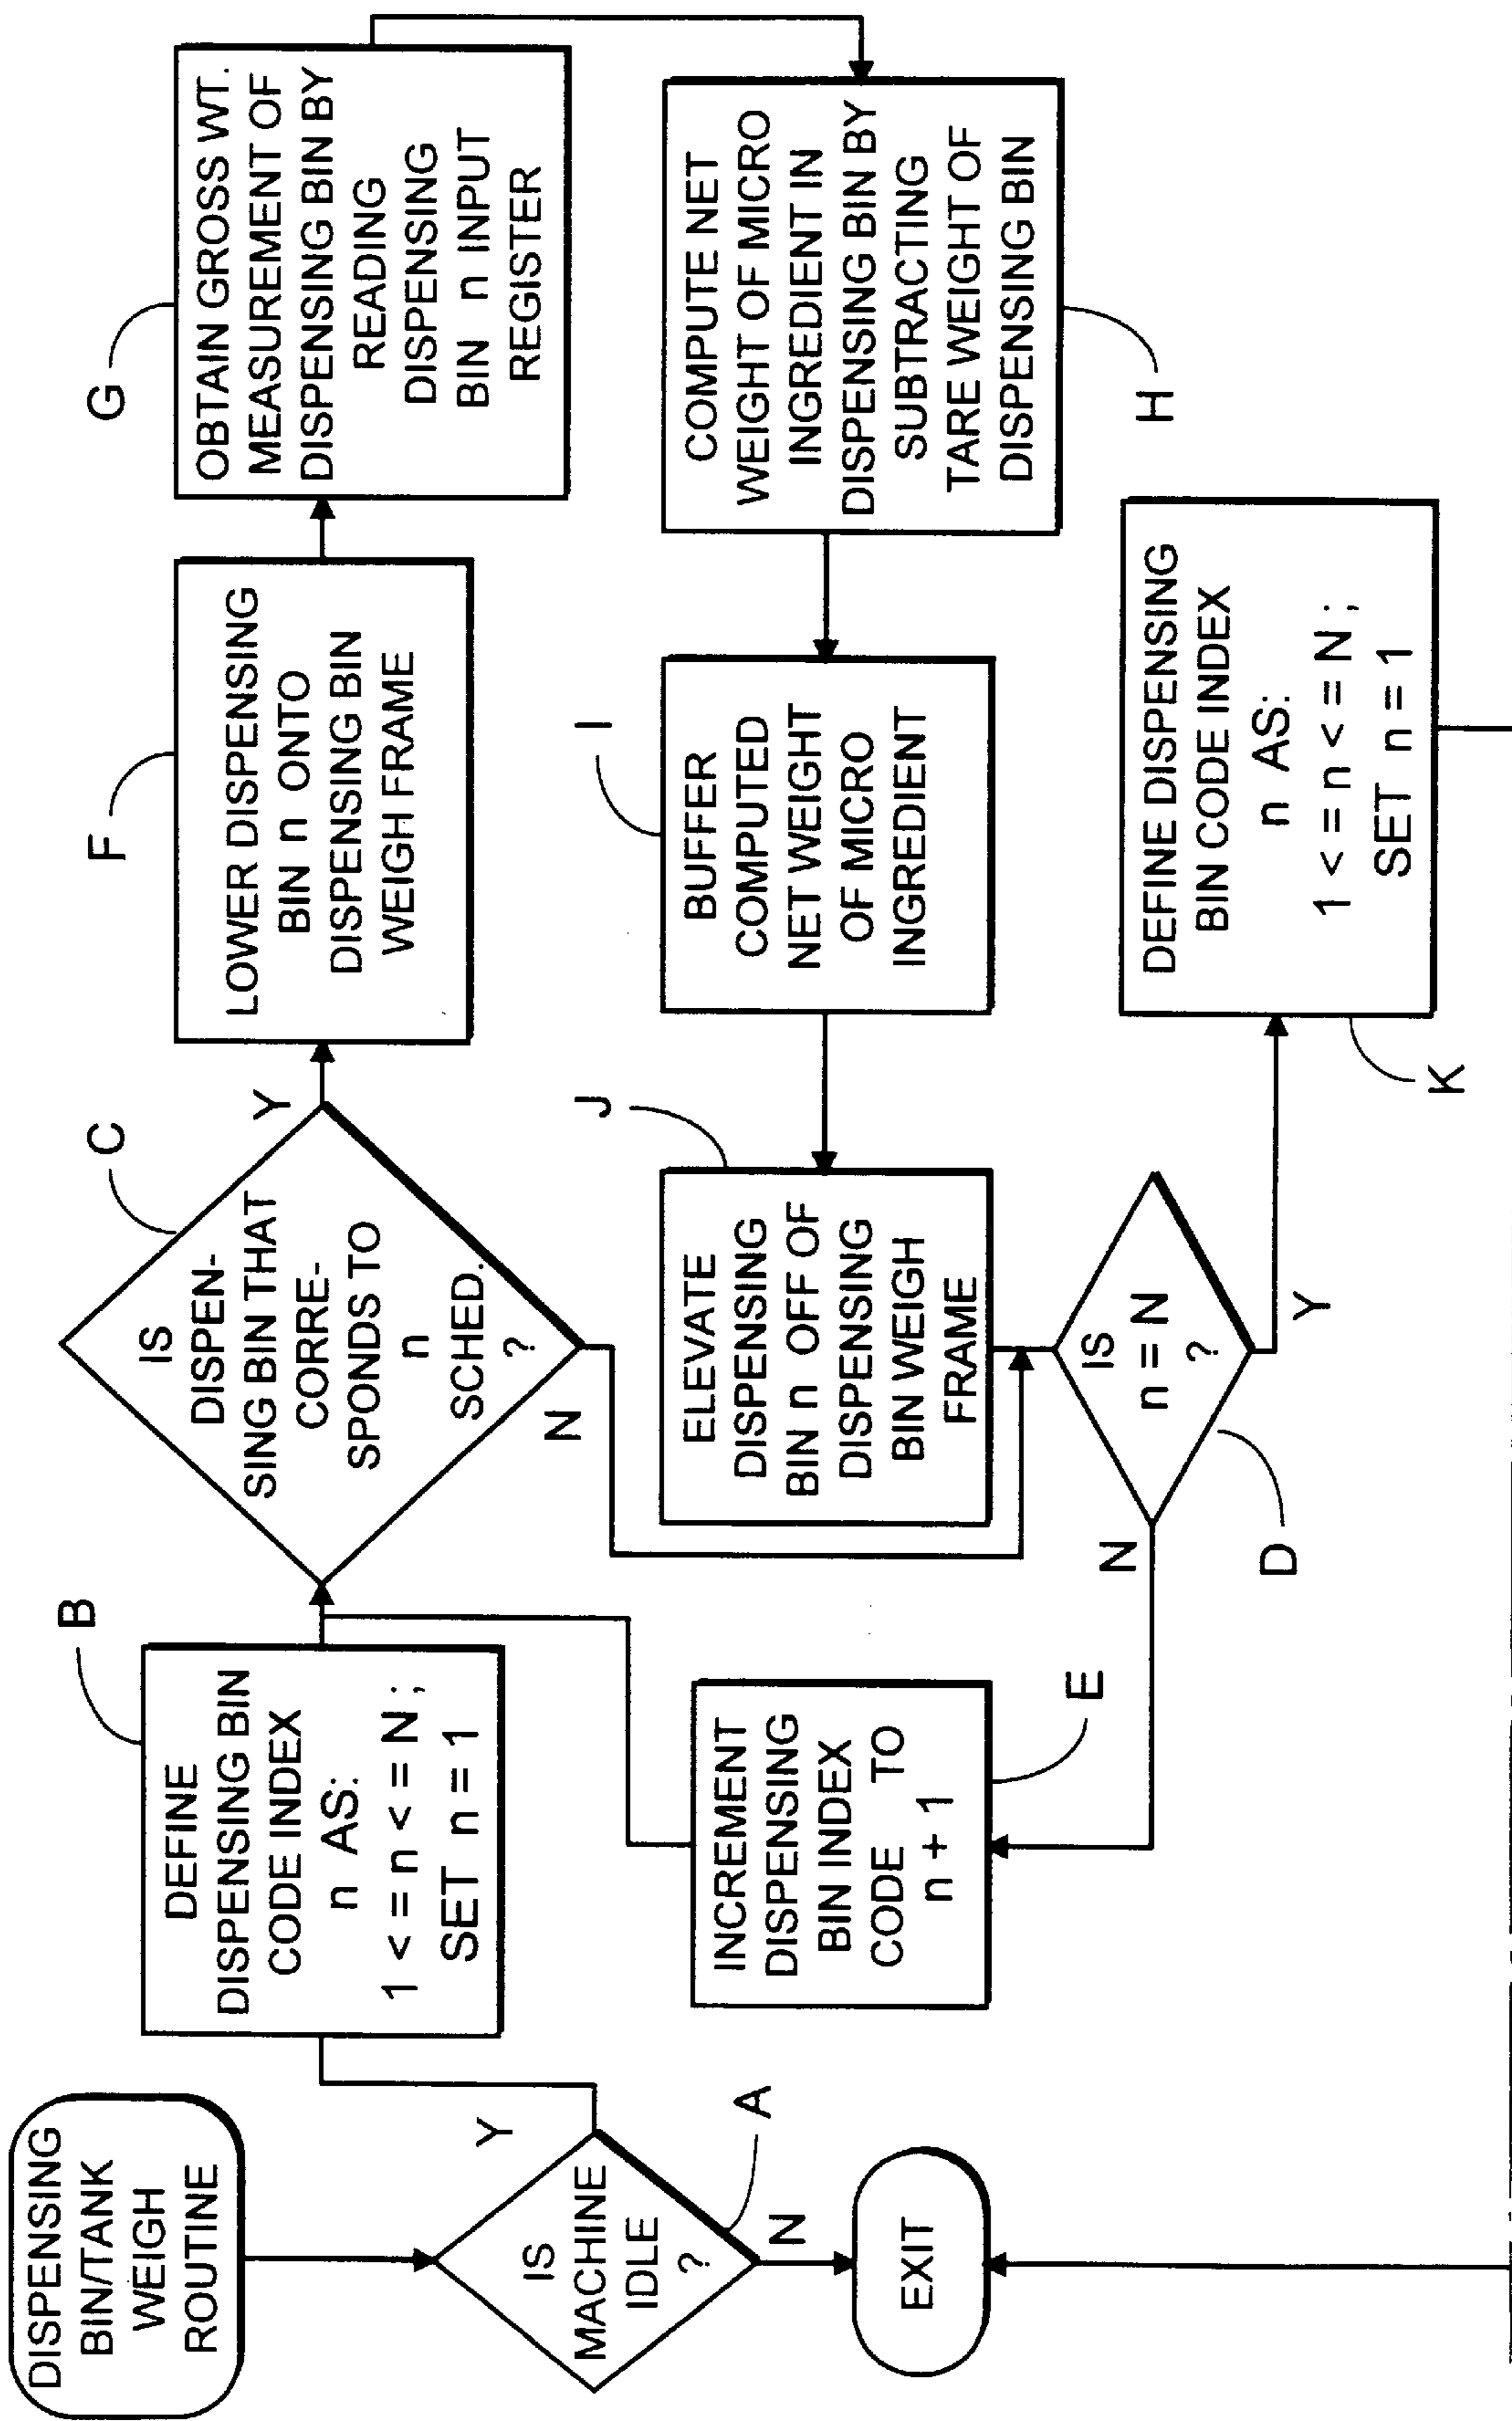 DISPENSING
BIN/TANK
WEIGH
ROUTINE
IS
MACHINE
IDLE
?
A
Y
N
EXIT
B
DEFINE
DISPENSING BIN
CODE INDEX
n AS:
1 < = n < = N ;
SET n = 1
C
IS
DISPEN-
SING BIN THAT
CORRE-
SPONDS TO
n
SCHED.
?
Y
N
F
LOWER DISPENSING
BIN n ONTO
DISPENSING BIN
WEIGH FRAME
G
OBTAIN GROSS WT.
MEASUREMENT OF
DISPENSING BIN BY
READING
DISPENSING
BIN n INPUT
REGISTER
COMPUTE NET
WEIGHT OF MICRO
INGREDIENT IN
DISPENSING BIN BY
SUBTRACTING
TARE WEIGHT OF
DISPENSING BIN
H
I
BUFFER
COMPUTED
NET WEIGHT
OF MICRO
INGREDIENT
J
ELEVATE
DISPENSING
BIN n OFF OF
DISPENSING
BIN WEIGH
FRAME
IS
n = N
?
N
D
Y
INCREMENT
DISPENSING
BIN INDEX
CODE TO
n + 1
E
DEFINE DISPENSING
BIN CODE INDEX
n AS:
1 < = n < = N ;
SET n = 1
K